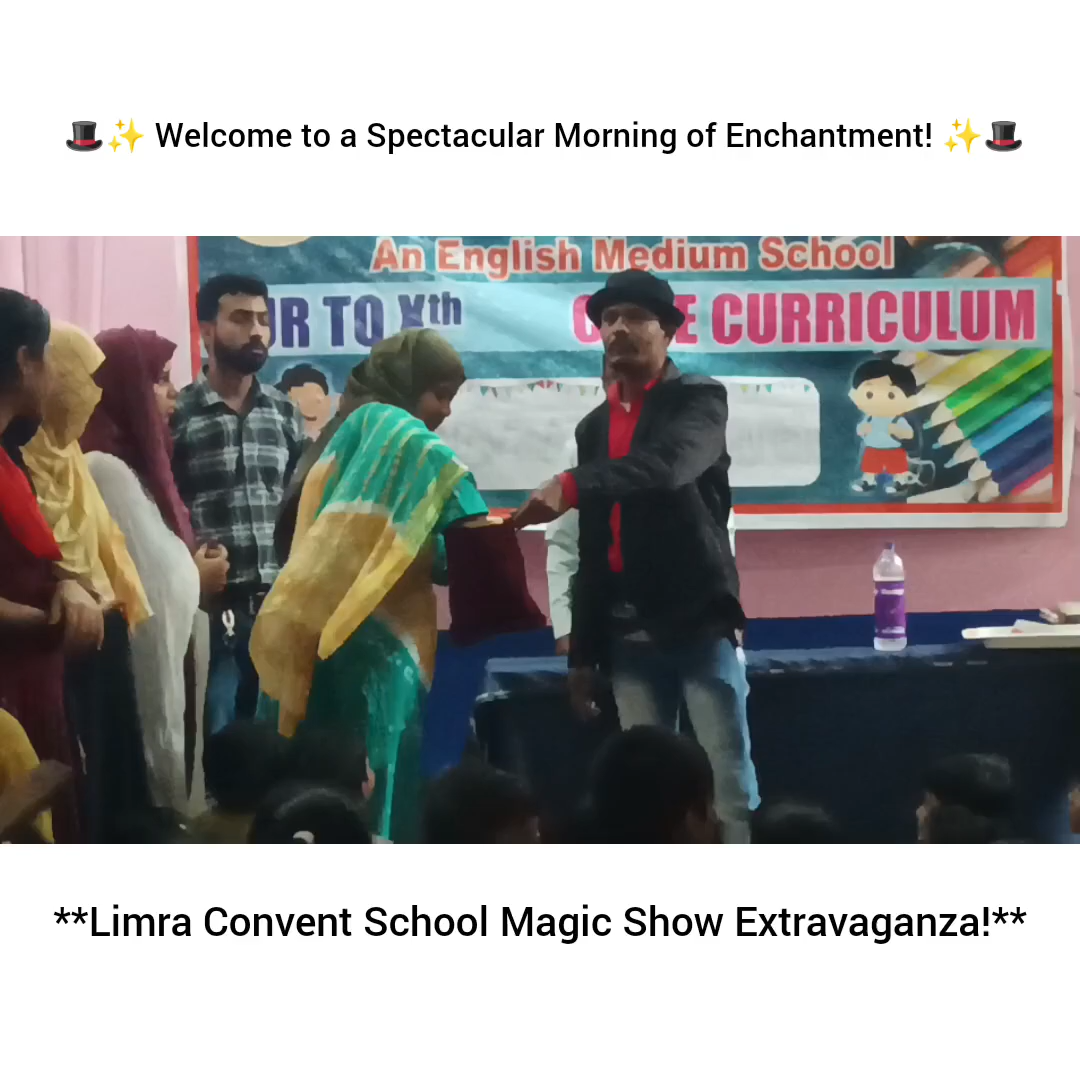 🎩✨ Welcome to a Spectacular Morning of Enchantment! ✨🎩
An English Medium School
TO Xth CURRICULUM
**Limra Convent School Magic Show Extravaganza!**